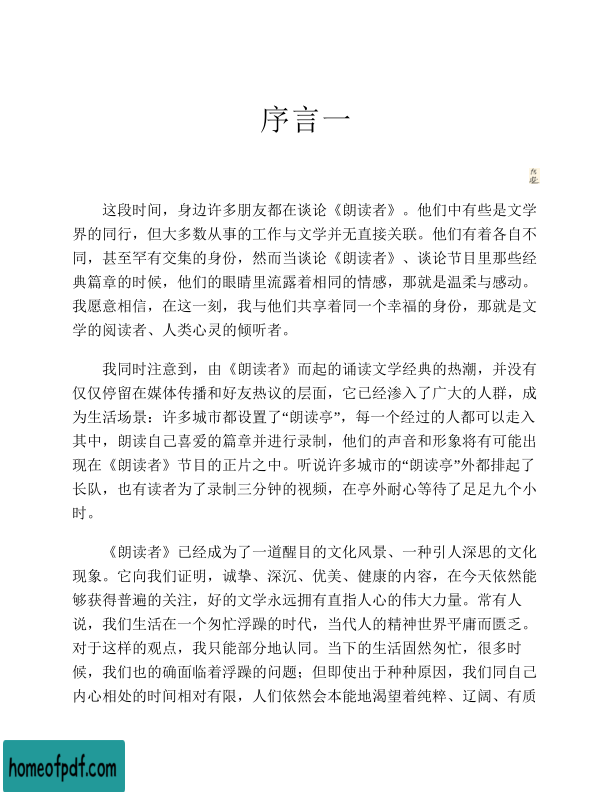 序言一
这段时间，身边许多朋友都在谈论《朗读者》。他们中有些是文学
界的同行，但大多数从事的工作与文学并无直接关联。他们有着各自不
同，甚至罕有交集的身份，然而当谈论《朗读者》、谈论节目里那些经
典篇章的时候，他们的眼睛里流露着相同的情感，那就是温柔与感动。
我愿意相信，在这一刻，我与他们共享着同一个幸福的身份，那就是文
学的阅读者、人类心灵的倾听者。
我同时注意到，由《朗读者》而起的诵读文学经典的热潮，并没有
仅仅停留在媒体传播和好友热议的层面，它已经渗入了广大的人群，成
为生活场景：许多城市都设置了“朗读亭”，每一个经过的人都可以走入
其中，朗读自己喜爱的篇章并进行录制，他们的声音和形象将有可能出
现在《朗读者》节目的正片之中。听说许多城市的“朗读亭”外都排起了
长队，也有读者为了录制三分钟的视频，在亭外耐心等待了足足九个小
时。
《朗读者》已经成为了一道醒目的文化风景、一种引人深思的文化
现象。它向我们证明，诚挚、深沉、优美、健康的内容，在今天依然能
够获得普遍的关注，好的文学永远拥有直指人心的伟大力量。常有人
说，我们生活在一个匆忙浮躁的时代，当代人的精神世界平庸而匮乏。
对于这样的观点，我只能部分地认同。当下的生活固然匆忙，很多时
候，我们也的确面临着浮躁的问题；但即使出于种种原因，我们同自己
内心相处的时间相对有限，人们依然会本能地渴望着纯粹、辽阔、有质
homeofpdf.com